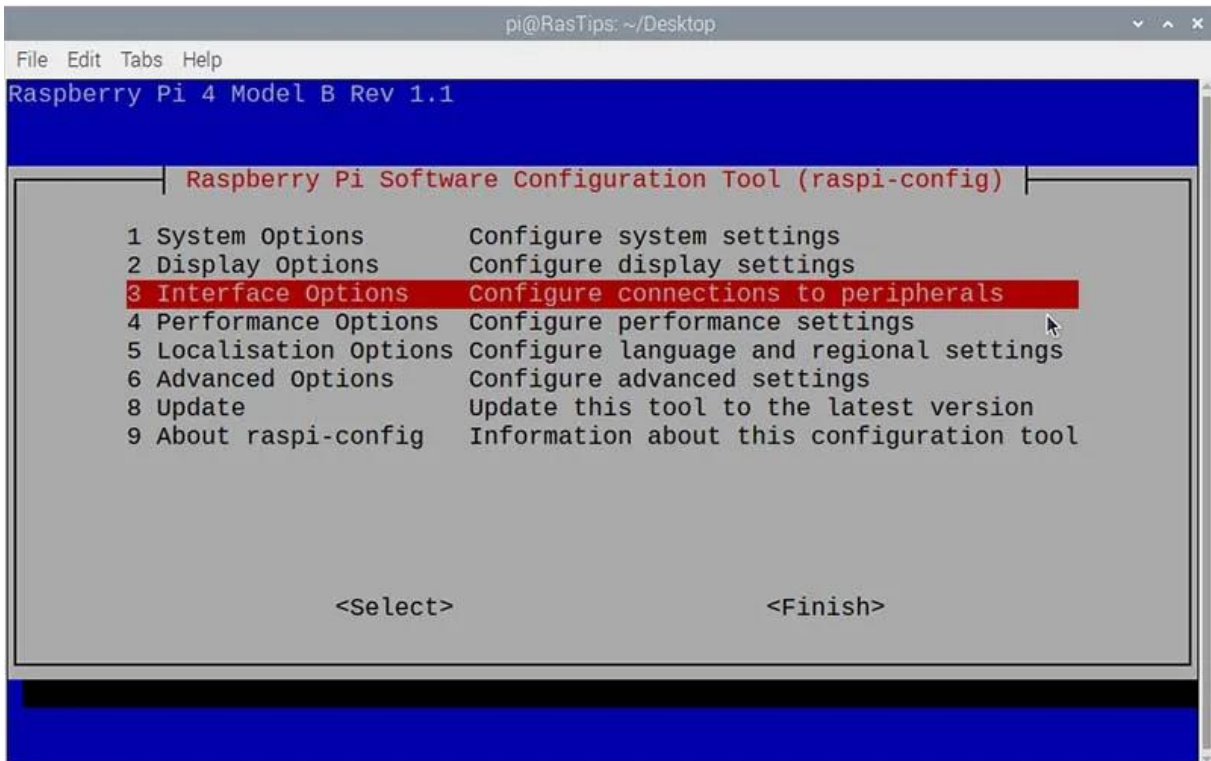 pi@RasTips: ~/Desktop
File Edit Tabs Help
Raspberry Pi 4 Model B Rev 1.1
Raspberry Pi Software Configuration Tool (raspi-config)
1 System Options Configure system settings
2 Display Options Configure display settings
3 Interface Options Configure connections to peripherals
4 Performance Options Configure performance settings
5 Localisation Options Configure language and regional settings
6 Advanced Options Configure advanced settings
8 Update Update this tool to the latest version
9 About raspi-config Information about this configuration tool
<Select> <Finish>